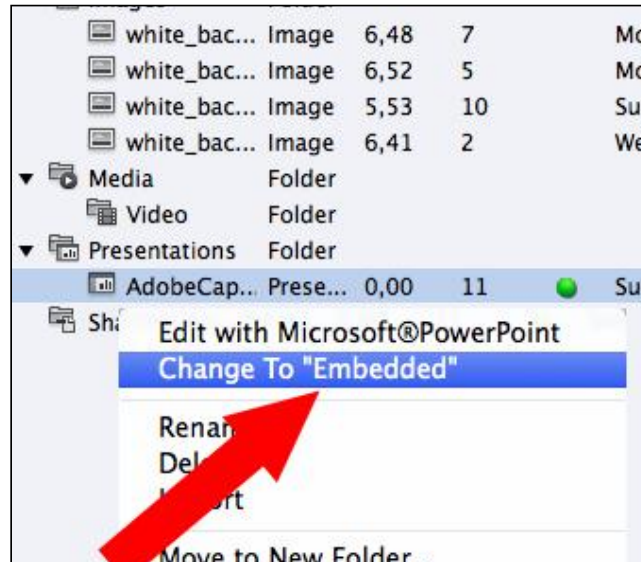 white_bac... Image 6,48 7 Mo
white_bac... Image 6,52 5 Mo
white_bac... Image 5,53 10 Su
white_bac... Image 6,41 2 We
Media Folder
Video Folder
Presentations Folder
AdobeCap... Prese... 0,00 11 Su
Edit with Microsoft®PowerPoint
Change To "Embedded"
Move to New Folder...